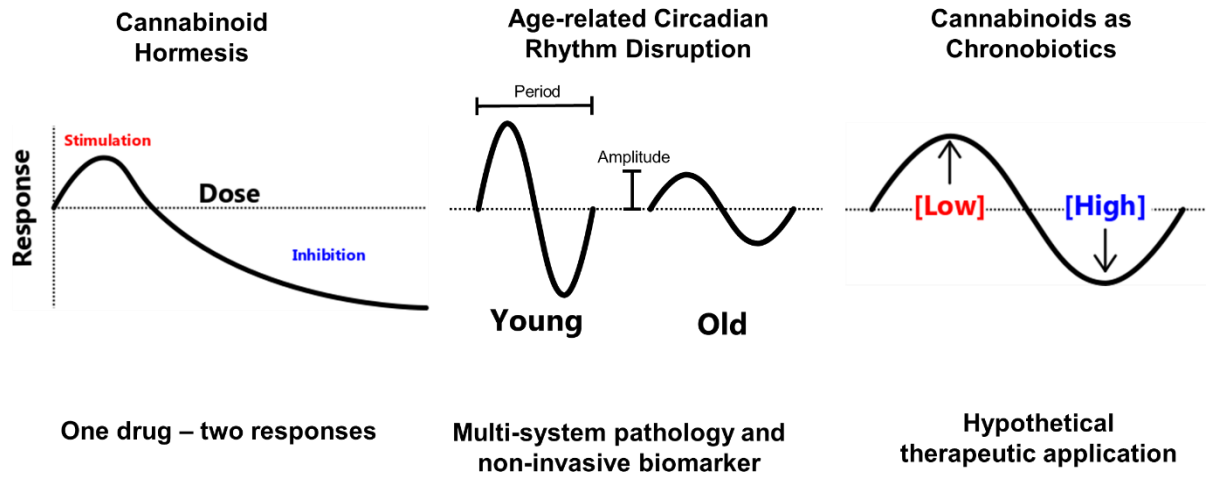 Cannabinoid
Hormesis
Stimulation
Response
Dose
Inhibition
One drug – two responses
Age-related Circadian
Rhythm Disruption
Period
Amplitude
Young
Old
Multi-system pathology and
non-invasive biomarker
Cannabinoids as
Chronobiotics
[Low]
[High]
Hypothetical
therapeutic application